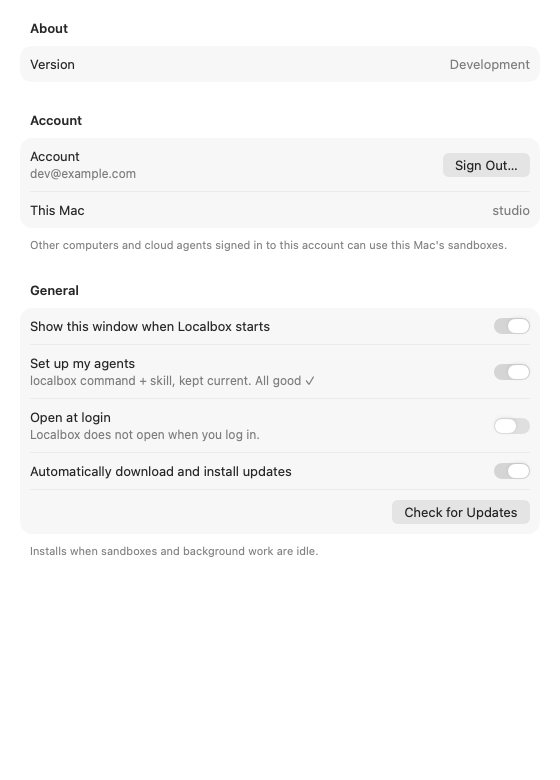 About
Version
Development
Account
Account
dev@example.com
Sign Out...
This Mac
studio
Other computers and cloud agents signed in to this account can use this Mac's sandboxes.
General
Show this window when Localbox starts
Set up my agents
localbox command + skill, kept current. All good ✓
Open at login
Localbox does not open when you log in.
Automatically download and install updates
Check for Updates
Installs when sandboxes and background work are idle.